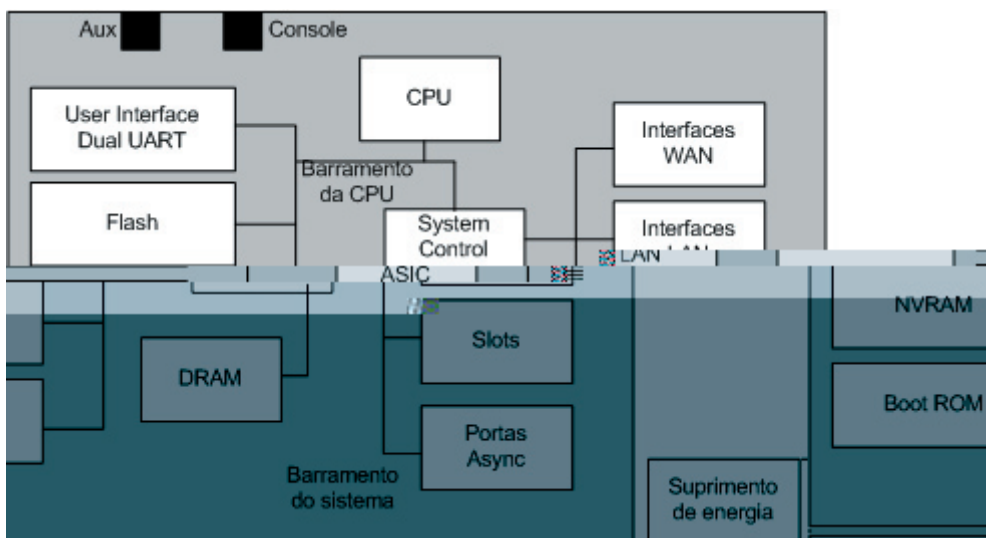 Aux
Console
CPU
User Interface
Dual UART
Interfaces
WAN
Barramento
da CPU
Flash
System
Control
Interfaces
LAN
ASIC
NVRAM
Slots
DRAM
Boot ROM
Portas
Async
Barramento
do sistema
Suprimento
de energia